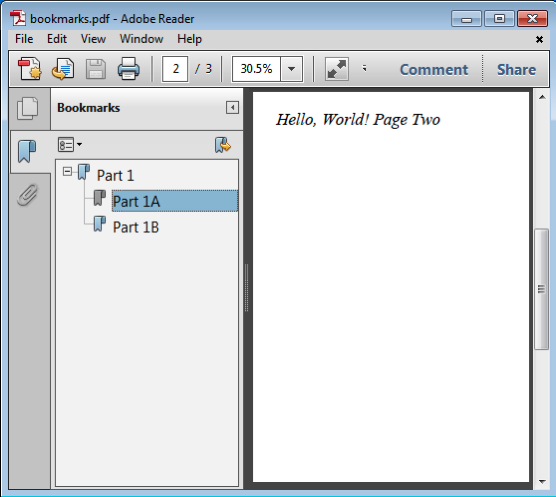 bookmarks.pdf - Adobe Reader
File Edit View Window Help
2 / 3 30.5% Comment Share
Bookmarks
Part 1
Part 1A
Part 1B
Hello, World! Page Two